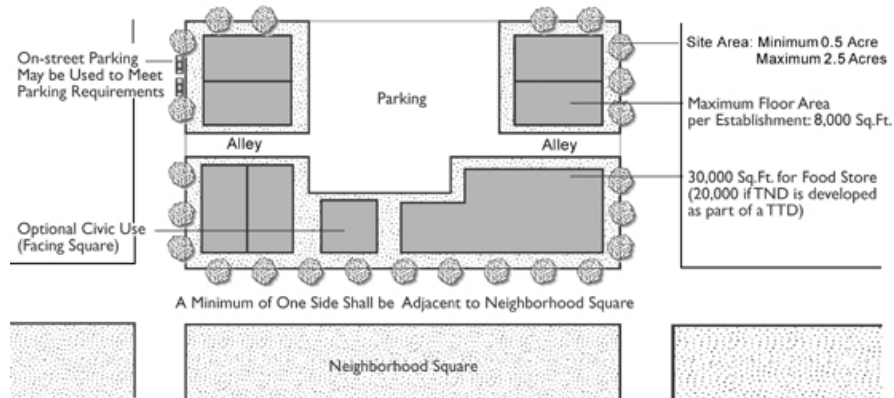 On-street Parking
May be Used to Meet
Parking Requirements
Parking
Site Area: Minimum 0.5 Acre
Maximum 2.5 Acres
Maximum Floor Area
per Establishment: 8,000 Sq.Ft.
Alley
Alley
30,000 Sq.Ft. for Food Store
(20,000 if TND is developed
as part of a TTD)
Optional Civic Use
(Facing Square)
A Minimum of One Side Shall be Adjacent to Neighborhood Square
Neighborhood Square